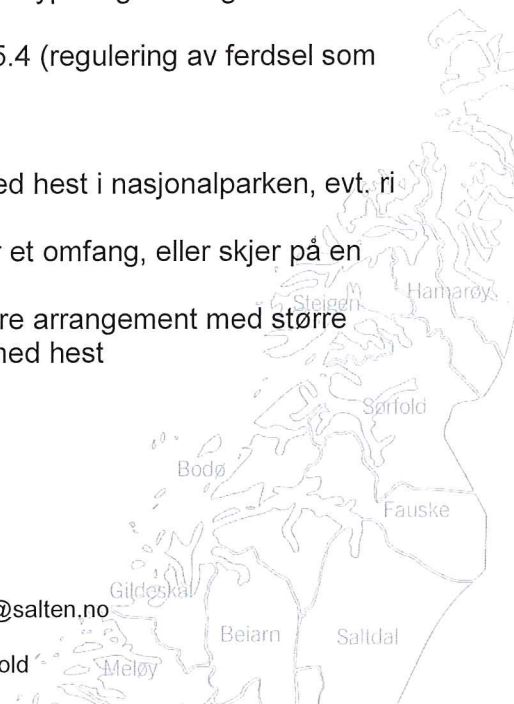 5.4 (regulering av ferdsel som
ed hest i nasjonalparken, evt. ri
et omfang, eller skjer på en
Steigen
Hamarøy
re arrangement med større
ned hest
Sørfold
Bodø
Fauske
Gildeskål
@salten.no
Beiarn
Saltdal
old
Meløy